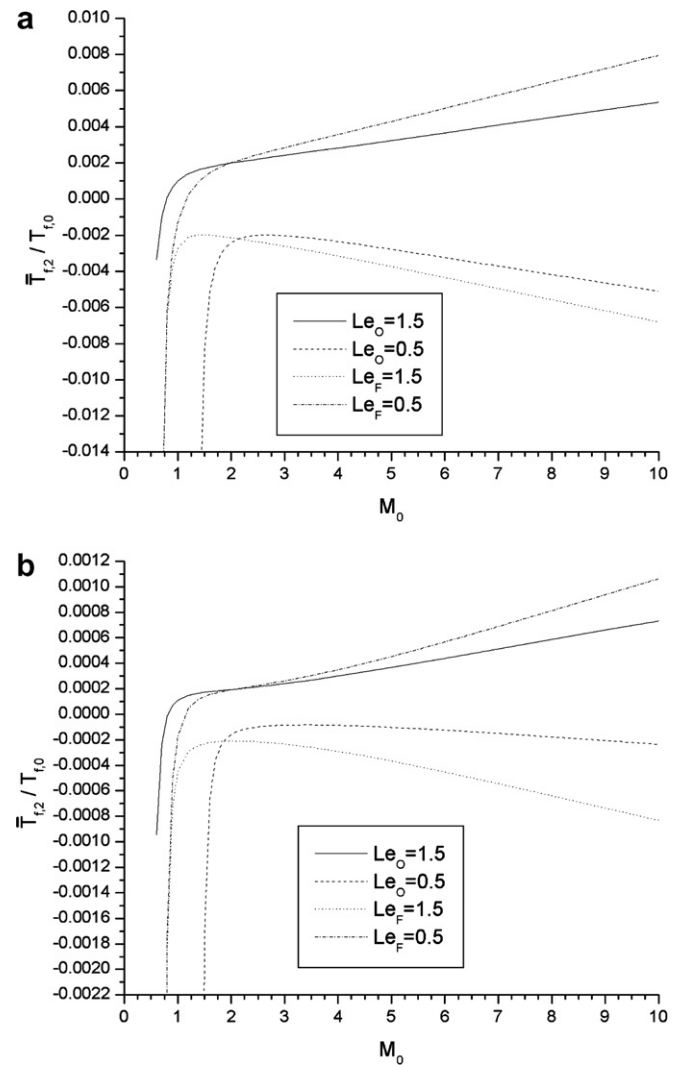 a
0.010
0.008
0.006
0.004
0.002
0.000
-0.002
-0.004
-0.006
-0.008
-0.010
-0.012
-0.014
T̿f,2 / Tf,0
Le_O=1.5
Le_O=0.5
Le_F=1.5
Le_F=0.5
0 1 2 3 4 5 6 7 8 9 10
M_0
b
0.0012
0.0010
0.0008
0.0006
0.0004
0.0002
0.0000
-0.0002
-0.0004
-0.0006
-0.0008
-0.0010
-0.0012
-0.0014
-0.0016
-0.0018
-0.0020
-0.0022
T̿f,2 / Tf,0
Le_O=1.5
Le_O=0.5
Le_F=1.5
Le_F=0.5
0 1 2 3 4 5 6 7 8 9 10
M_0